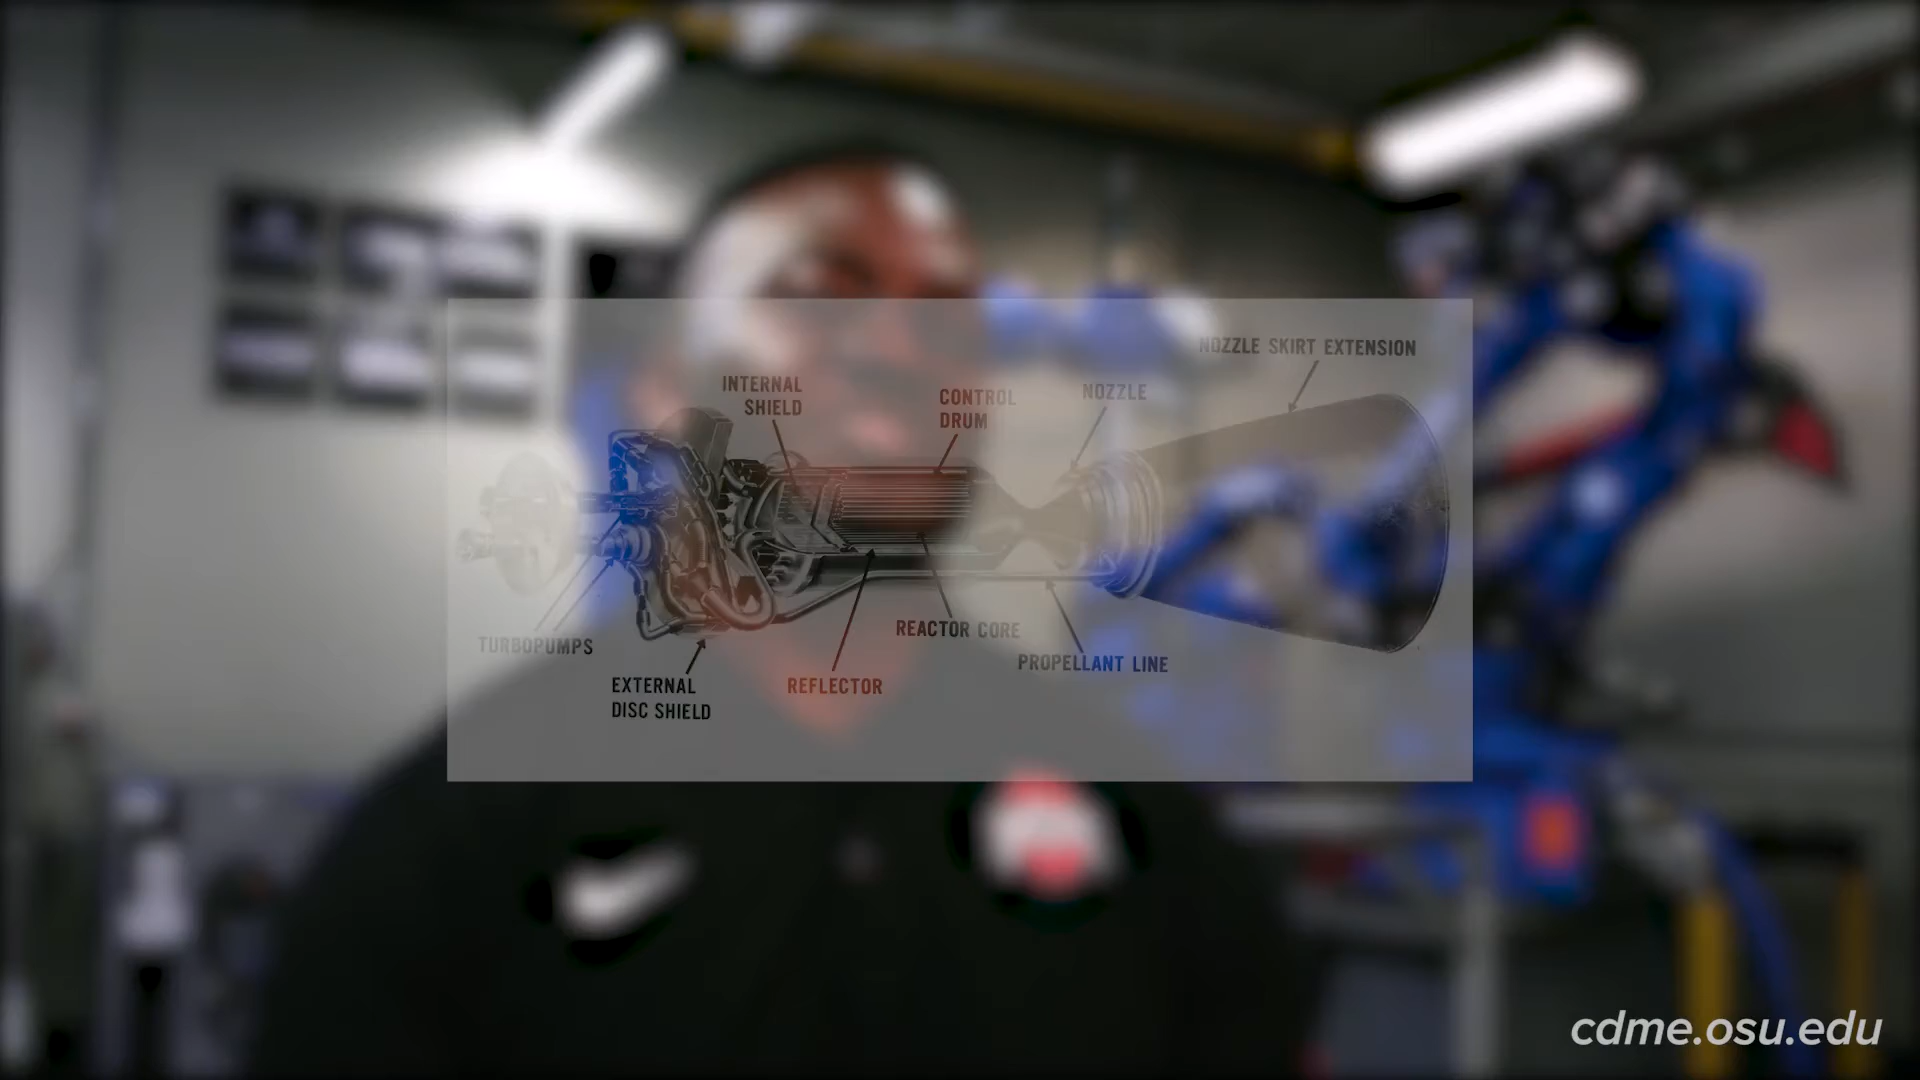 NOZZLE SKIRT EXTENSION
INTERNAL
SHIELD
CONTROL
DRUM
NOZZLE
TURBOPUMPS
EXTERNAL
DISC SHIELD
REFLECTOR
REACTOR CORE
PROPELLANT LINE
cdme.osu.edu